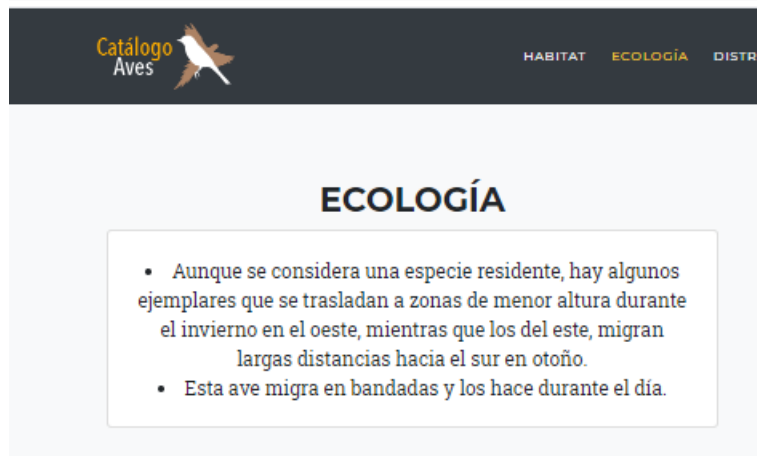 Catálogo
Aves
HABITAT ECOLOGÍA DISTR
ECOLOGÍA
• Aunque se considera una especie residente, hay algunos
ejemplares que se trasladan a zonas de menor altura durante
el invierno en el oeste, mientras que los del este, migran
largas distancias hacia el sur en otoño.
• Esta ave migra en bandadas y los hace durante el día.